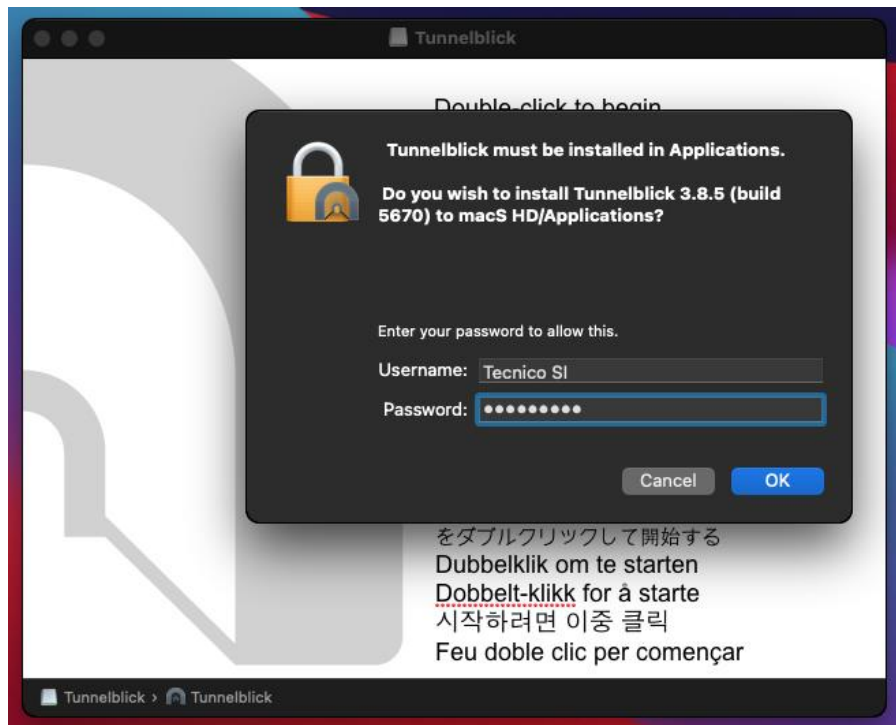 Tunnelblick
Double-click to begin
Tunnelblick must be installed in Applications.
Do you wish to install Tunnelblick 3.8.5 (build
5670) to macS HD/Applications?
Enter your password to allow this.
Username: Tecnico SI
Password: •••••••••
Cancel OK
をダブルクリックして開始する
Dubbelklik om te starten
Dobbelt-klikk for å starte
시작하려면 이중 클릭
Feu doble clic per començar
Tunnelblick › Tunnelblick